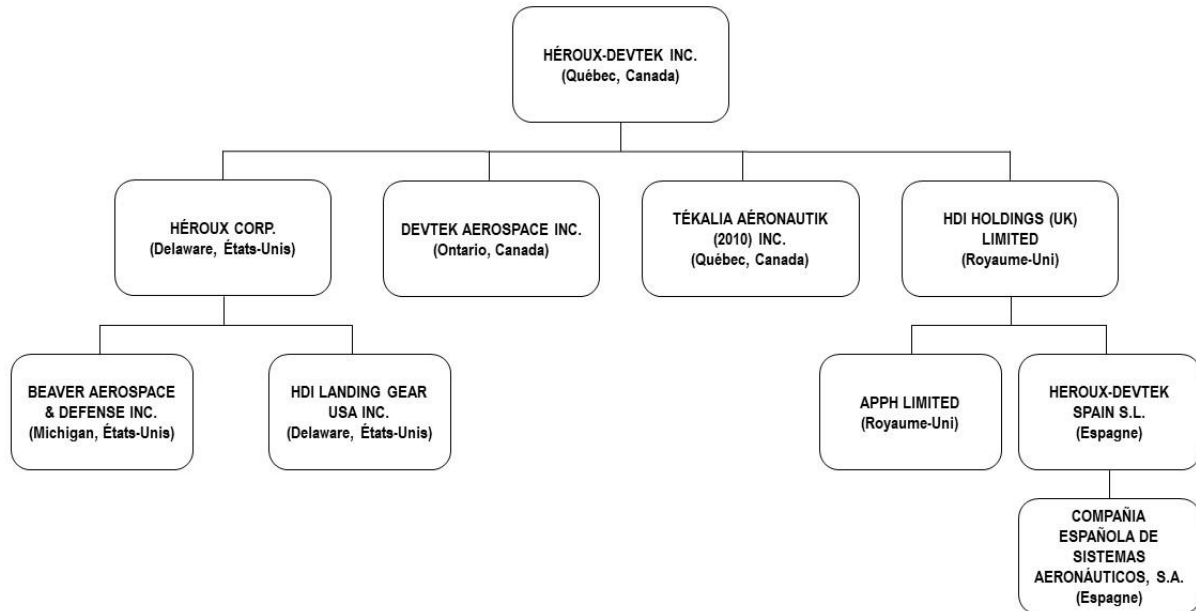 HÉROUX-DEVTEK INC.
(Québec, Canada)
HÉROUX CORP.
(Delaware, États-Unis)
DEVTEK AEROSPACE INC.
(Ontario, Canada)
TÉKALIA AÉRONAUTIK
(2010) INC.
(Québec, Canada)
HDI HOLDINGS (UK)
LIMITED
(Royaume-Uni)
BEAVER AEROSPACE
& DEFENSE INC.
(Michigan, États-Unis)
HDI LANDING GEAR
USA INC.
(Delaware, États-Unis)
APPH LIMITED
(Royaume-Uni)
HEROUX-DEVTEK
SPAIN S.L.
(Espagne)
COMPAÑIA
ESPAÑOLA DE
SISTEMAS
AERONÁUTICOS, S.A.
(Espagne)